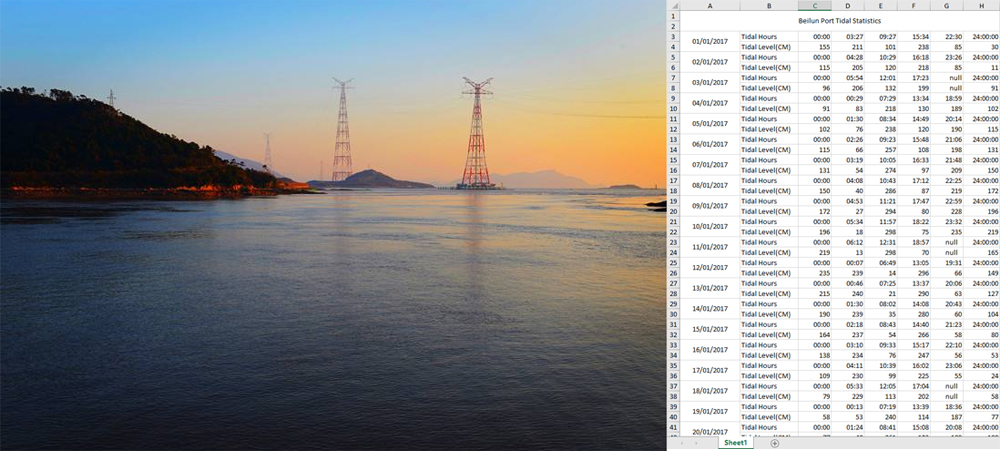 A B C D E F G H
1 Beilun Port Tidal Statistics
2
3 01/01/2017 Tidal Hours 00:00 03:27 09:27 15:34 22:30 24:00:00
4 Tidal Level(CM) 155 211 101 238 85 30
5 02/01/2017 Tidal Hours 00:00 04:28 10:29 16:18 23:26 24:00:00
6 Tidal Level(CM) 115 205 120 218 85 11
7 03/01/2017 Tidal Hours 00:00 05:54 12:01 17:23 null 24:00:00
8 Tidal Level(CM) 96 206 132 199 null 91
9 04/01/2017 Tidal Hours 00:00 00:29 07:29 13:34 18:59 24:00:00
10 Tidal Level(CM) 91 83 218 130 189 102
11 05/01/2017 Tidal Hours 00:00 01:30 08:34 14:49 20:14 24:00:00
12 Tidal Level(CM) 102 76 238 120 190 115
13 06/01/2017 Tidal Hours 00:00 02:26 09:23 15:48 21:06 24:00:00
14 Tidal Level(CM) 115 66 257 108 198 131
15 07/01/2017 Tidal Hours 00:00 03:19 10:05 16:33 21:48 24:00:00
16 Tidal Level(CM) 131 54 274 97 209 150
17 08/01/2017 Tidal Hours 00:00 04:08 10:43 17:12 22:25 24:00:00
18 Tidal Level(CM) 150 40 286 87 219 172
19 09/01/2017 Tidal Hours 00:00 04:53 11:21 17:47 22:59 24:00:00
20 Tidal Level(CM) 172 27 294 80 228 196
21 10/01/2017 Tidal Hours 00:00 05:34 11:57 18:22 23:32 24:00:00
22 Tidal Level(CM) 196 18 298 75 235 219
23 11/01/2017 Tidal Hours 00:00 06:12 12:31 18:57 null 24:00:00
24 Tidal Level(CM) 219 13 298 70 null 165
25 12/01/2017 Tidal Hours 00:00 00:07 06:49 13:05 19:31 24:00:00
26 Tidal Level(CM) 235 239 14 296 66 149
27 13/01/2017 Tidal Hours 00:00 00:46 07:25 13:37 20:06 24:00:00
28 Tidal Level(CM) 215 240 21 290 63 127
29 14/01/2017 Tidal Hours 00:00 01:30 08:02 14:08 20:43 24:00:00
30 Tidal Level(CM) 190 239 35 280 60 104
31 15/01/2017 Tidal Hours 00:00 02:18 08:43 14:40 21:23 24:00:00
32 Tidal Level(CM) 164 237 54 266 58 80
33 16/01/2017 Tidal Hours 00:00 03:10 09:33 15:17 22:10 24:00:00
34 Tidal Level(CM) 138 234 76 247 56 53
35 17/01/2017 Tidal Hours 00:00 04:11 10:39 16:02 23:06 24:00:00
36 Tidal Level(CM) 109 230 99 225 55 24
37 18/01/2017 Tidal Hours 00:00 05:33 12:05 17:04 null 24:00:00
38 Tidal Level(CM) 79 229 113 202 null 58
39 19/01/2017 Tidal Hours 00:00 00:13 07:19 13:39 18:36 24:00:00
40 Tidal Level(CM) 58 53 240 114 187 77
41 20/01/2017 Tidal Hours 00:00 01:24 08:41 15:08 20:08 24:00:00
Sheet1